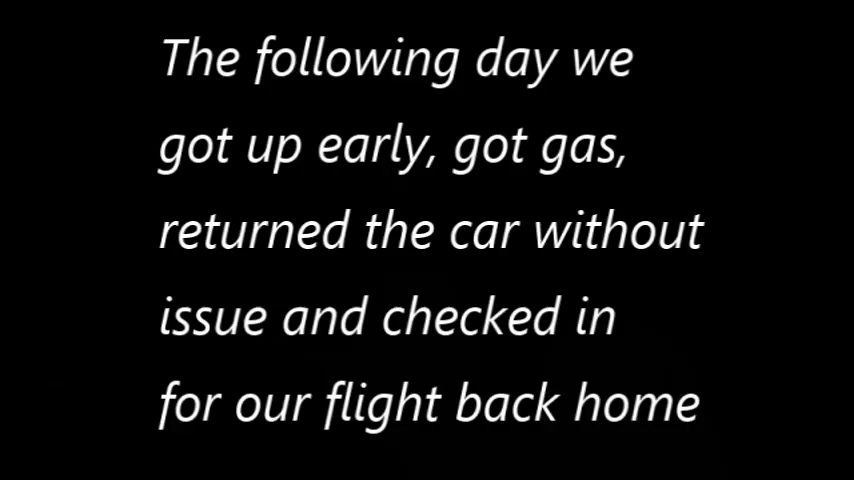 The following day we
got up early, got gas,
returned the car without
issue and checked in
for our flight back home